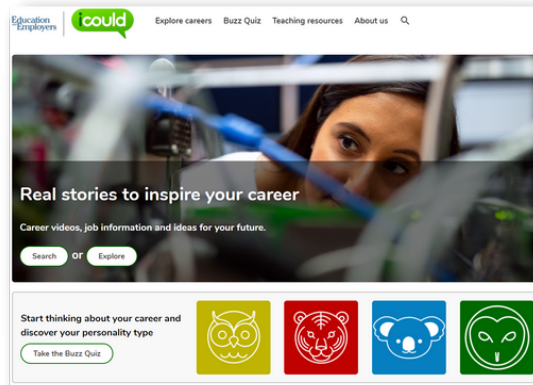 Education
Employers
icould
Explore careers Buzz Quiz Teaching resources About us
Real stories to inspire your career
Career videos, job information and ideas for your future.
Search or Explore
Start thinking about your career and
discover your personality type
Take the Buzz Quiz